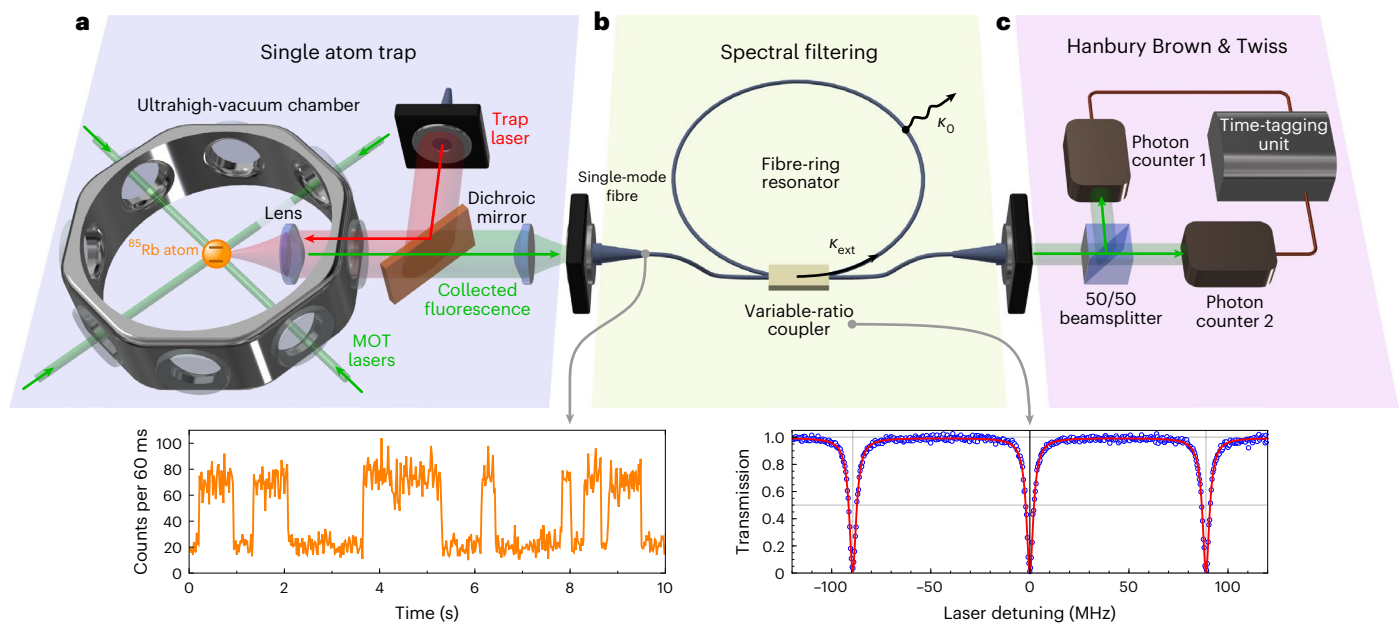 a
Single atom trap
Ultrahigh-vacuum chamber
Trap
laser
Lens
Dichroic
mirror
⁸⁵Rb atom
Collected
fluorescence
MOT
lasers
b
Spectral filtering
κ₀
Single-mode
fibre
Fibre-ring
resonator
κext
Variable-ratio
coupler
c
Hanbury Brown & Twiss
Time-tagging
unit
Photon
counter 1
50/50
beamsplitter
Photon
counter 2
Counts per 60 ms
100
80
60
40
20
0
0 2 4 6 8 10
Time (s)
Transmission
1.0
0.8
0.6
0.4
0.2
0
−100 −50 0 50 100
Laser detuning (MHz)